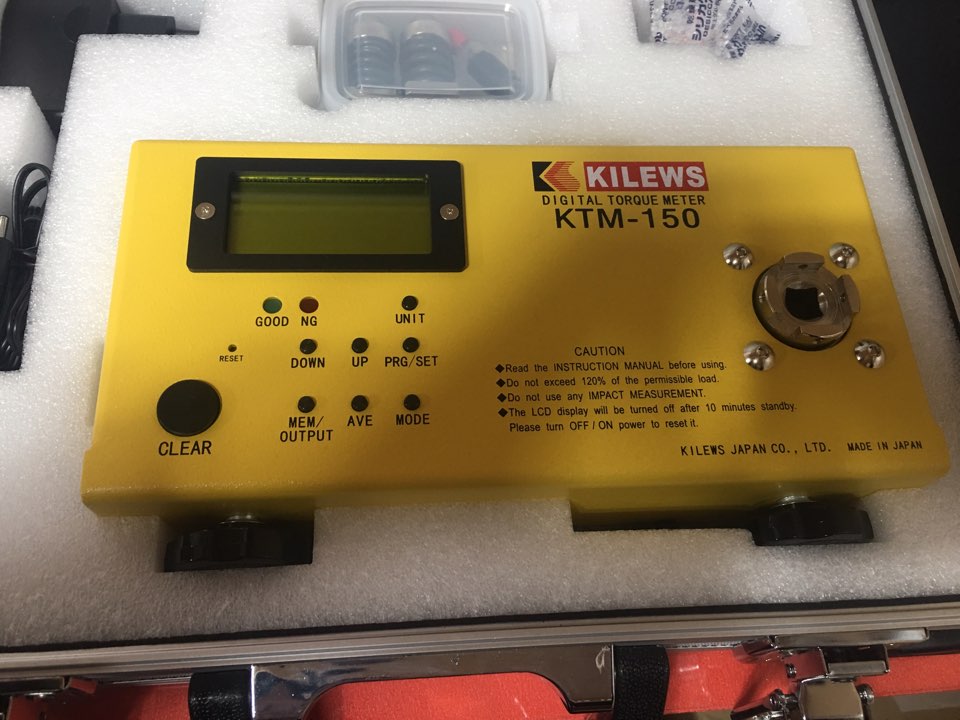 KILEWS
DIGITAL TORQUE METER
KTM-150
GOOD NG
UNIT
RESET
DOWN UP PRG/SET
MEM/
OUTPUT AVE MODE
CLEAR
CAUTION
◆Read the INSTRUCTION MANUAL before using.
◆Do not exceed 120% of the permissible load.
◆Do not use any IMPACT MEASUREMENT.
◆The LCD display will be turned off after 10 minutes standby.
Please turn OFF/ON power to reset it.
KILEWS JAPAN CO., LTD. MADE IN JAPAN